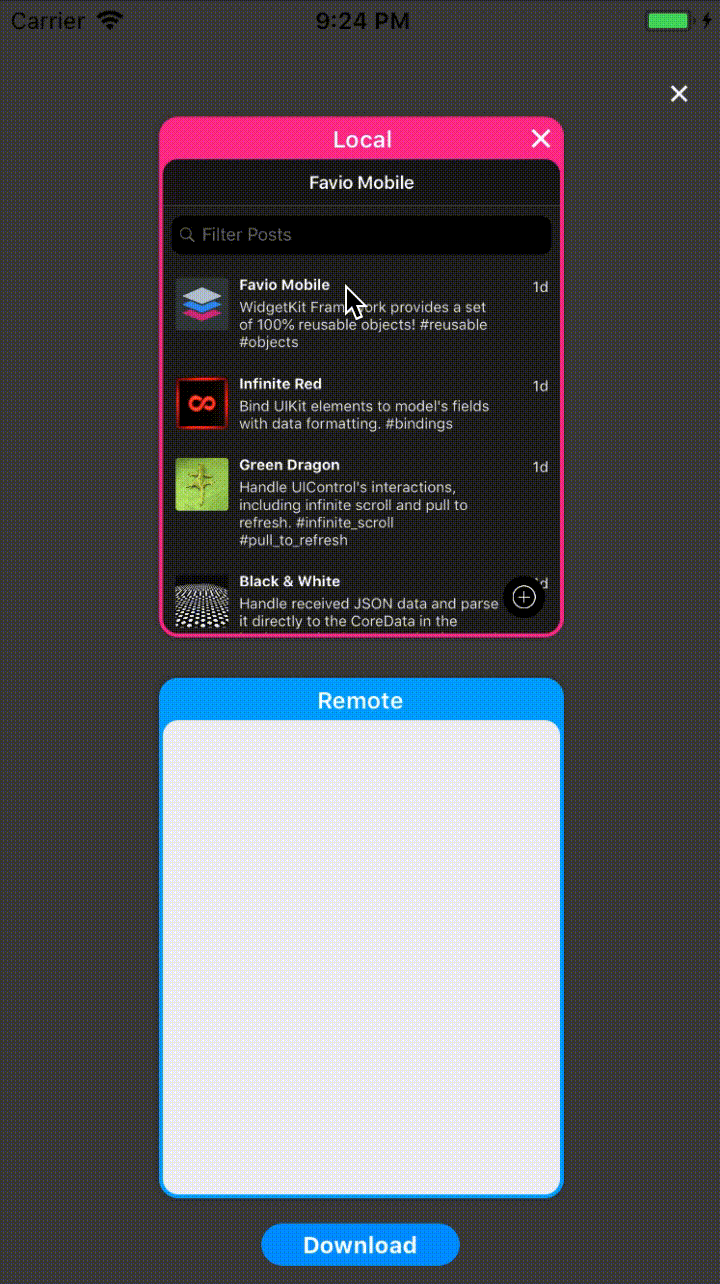 Carrier 9:24 PM
Local
Favio Mobile
Filter Posts
Favio Mobile 1d
WidgetKit Framework provides a set
of 100% reusable objects! #reusable
#objects
Infinite Red 1d
Bind UIKit elements to model's fields
with data formatting. #bindings
Green Dragon 1d
Handle UIControl's interactions,
including infinite scroll and pull to
refresh. #infinite_scroll
#pull_to_refresh
Black & White 1d
Handle received JSON data and parse
it directly to the CoreData in the
Remote
Download